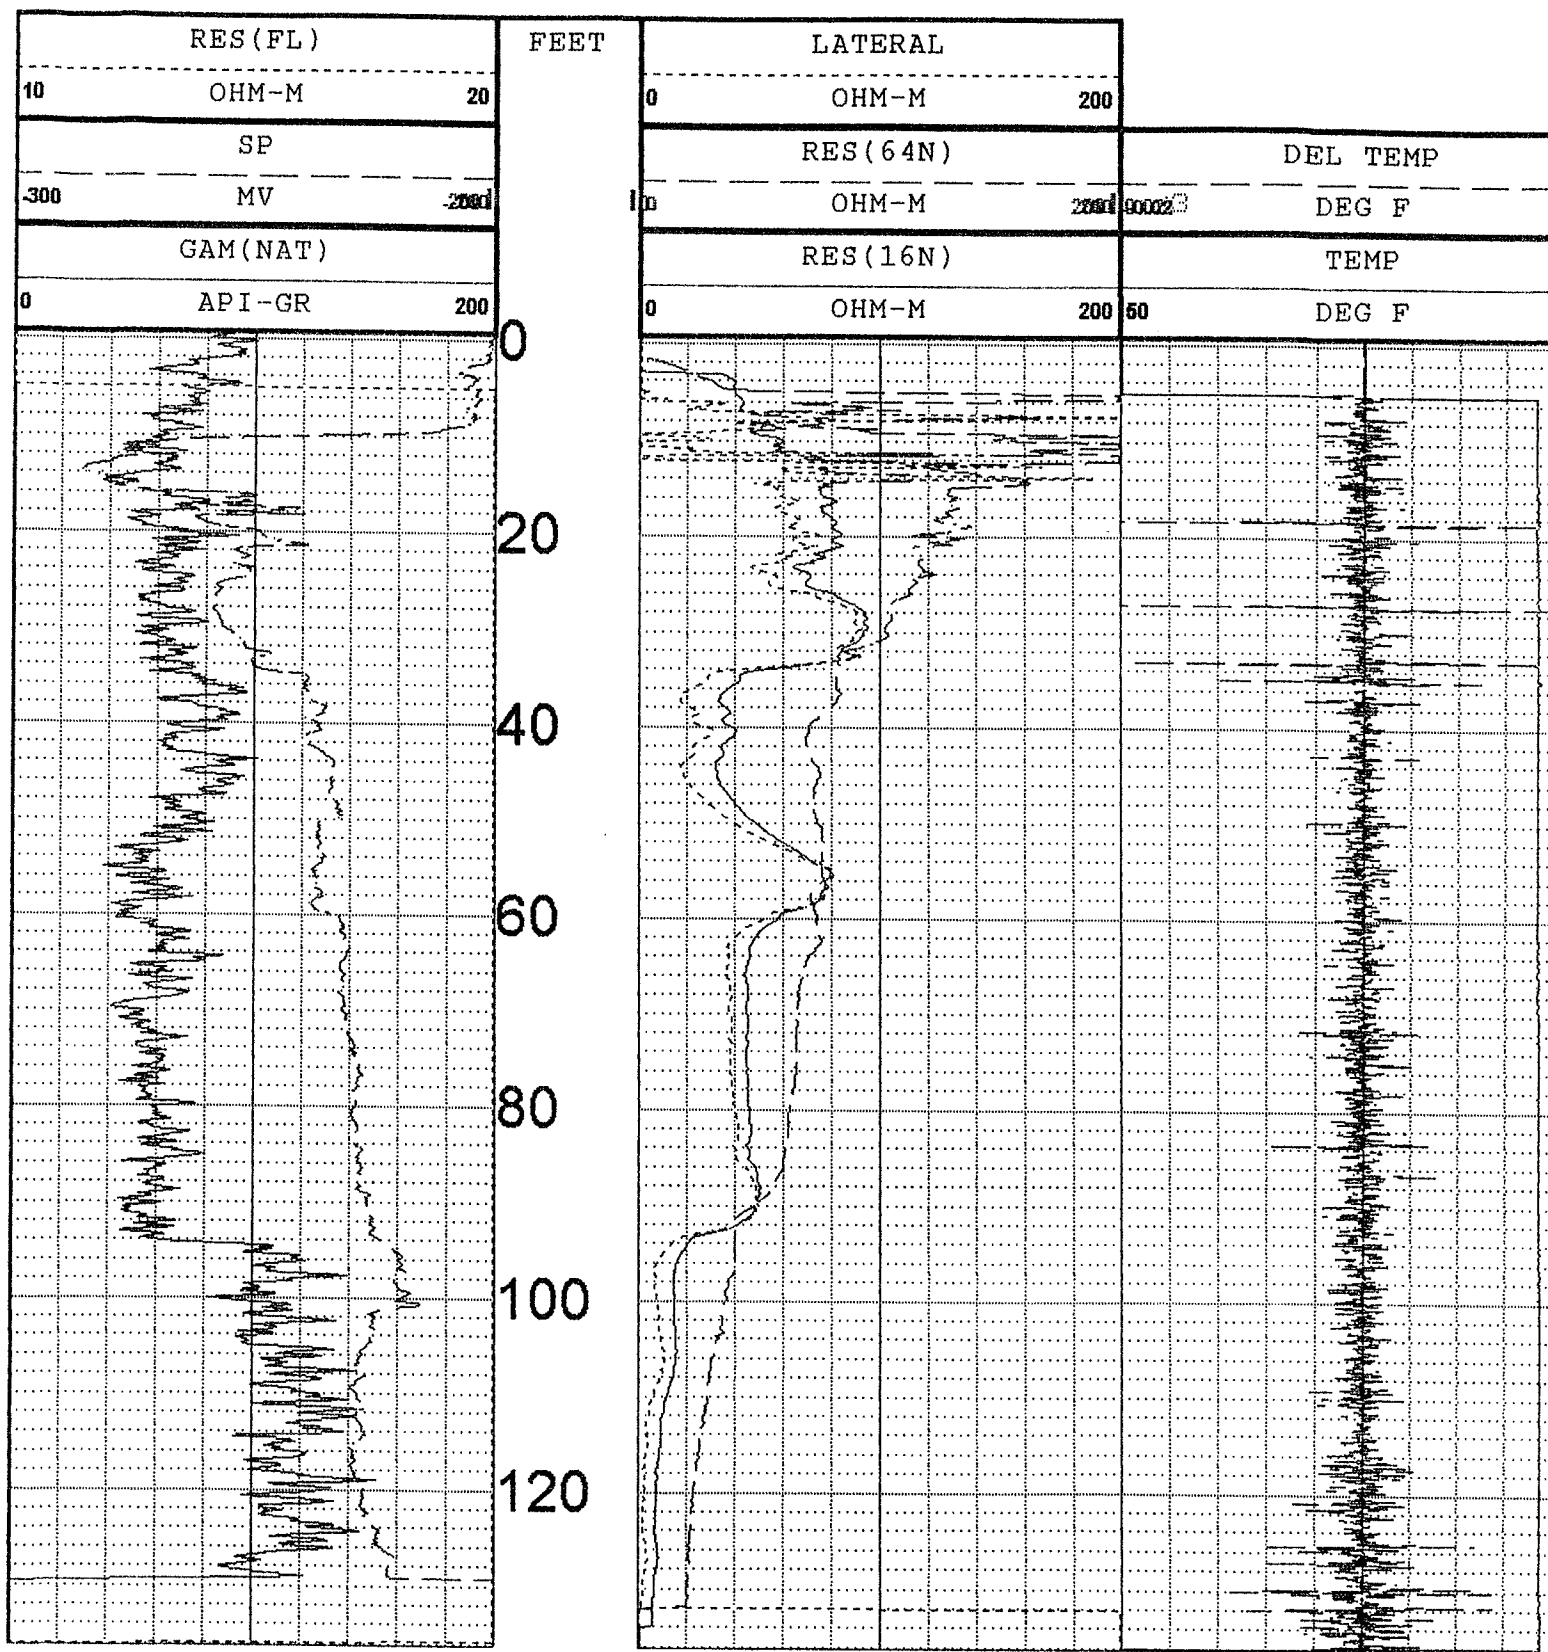 RES(FL) FEET LATERAL
10 OHM-M 20 0 OHM-M 200
SP RES(64N) DEL TEMP
-300 MV OHM-M DEG F
GAM(NAT) RES(16N) TEMP
0 API-GR 200 0 OHM-M 200 50 DEG F
0
20
40
60
80
100
120